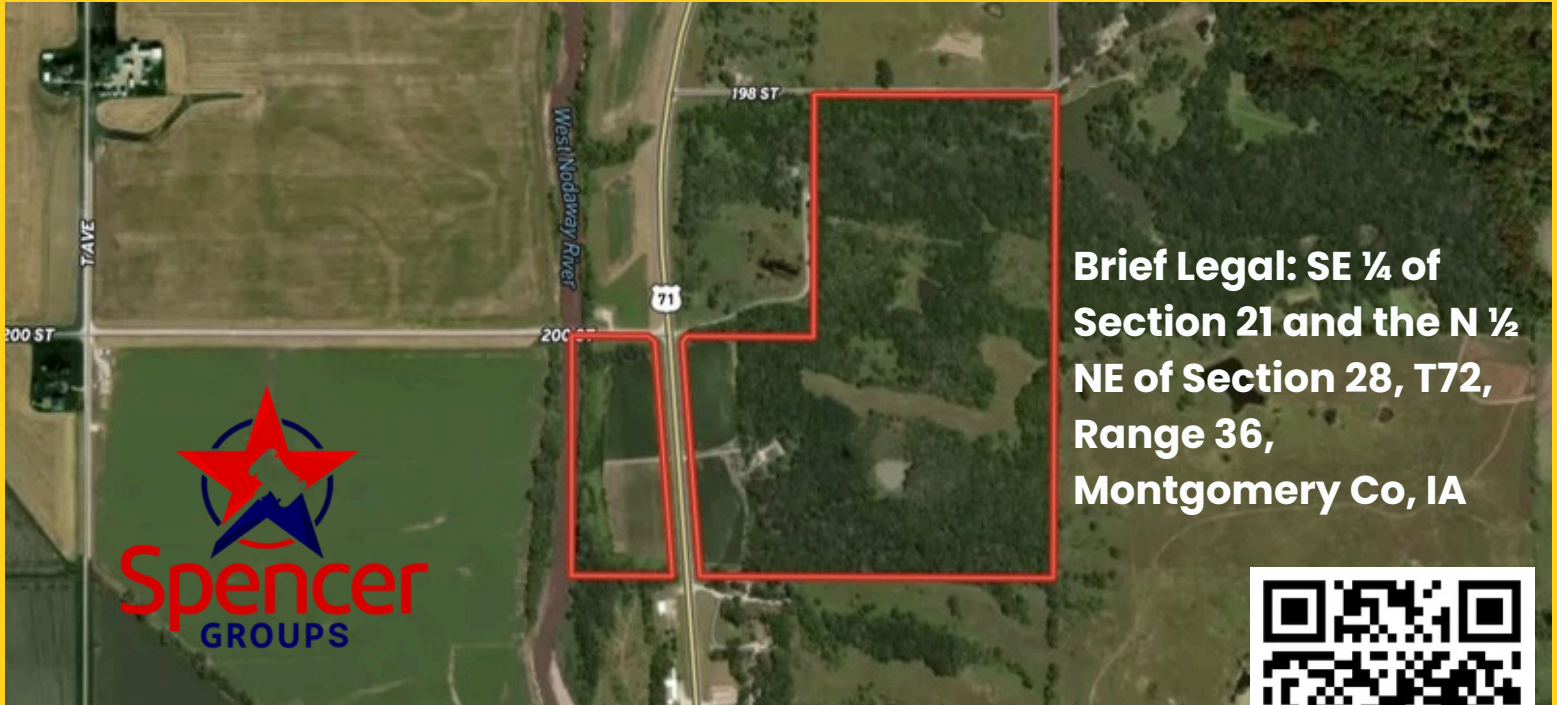 198 ST
West Nodaway River
T AVE
71
200 ST
200 ST
Brief Legal: SE ¼ of
Section 21 and the N ½
NE of Section 28, T72,
Range 36,
Montgomery Co, IA
Spencer
GROUPS